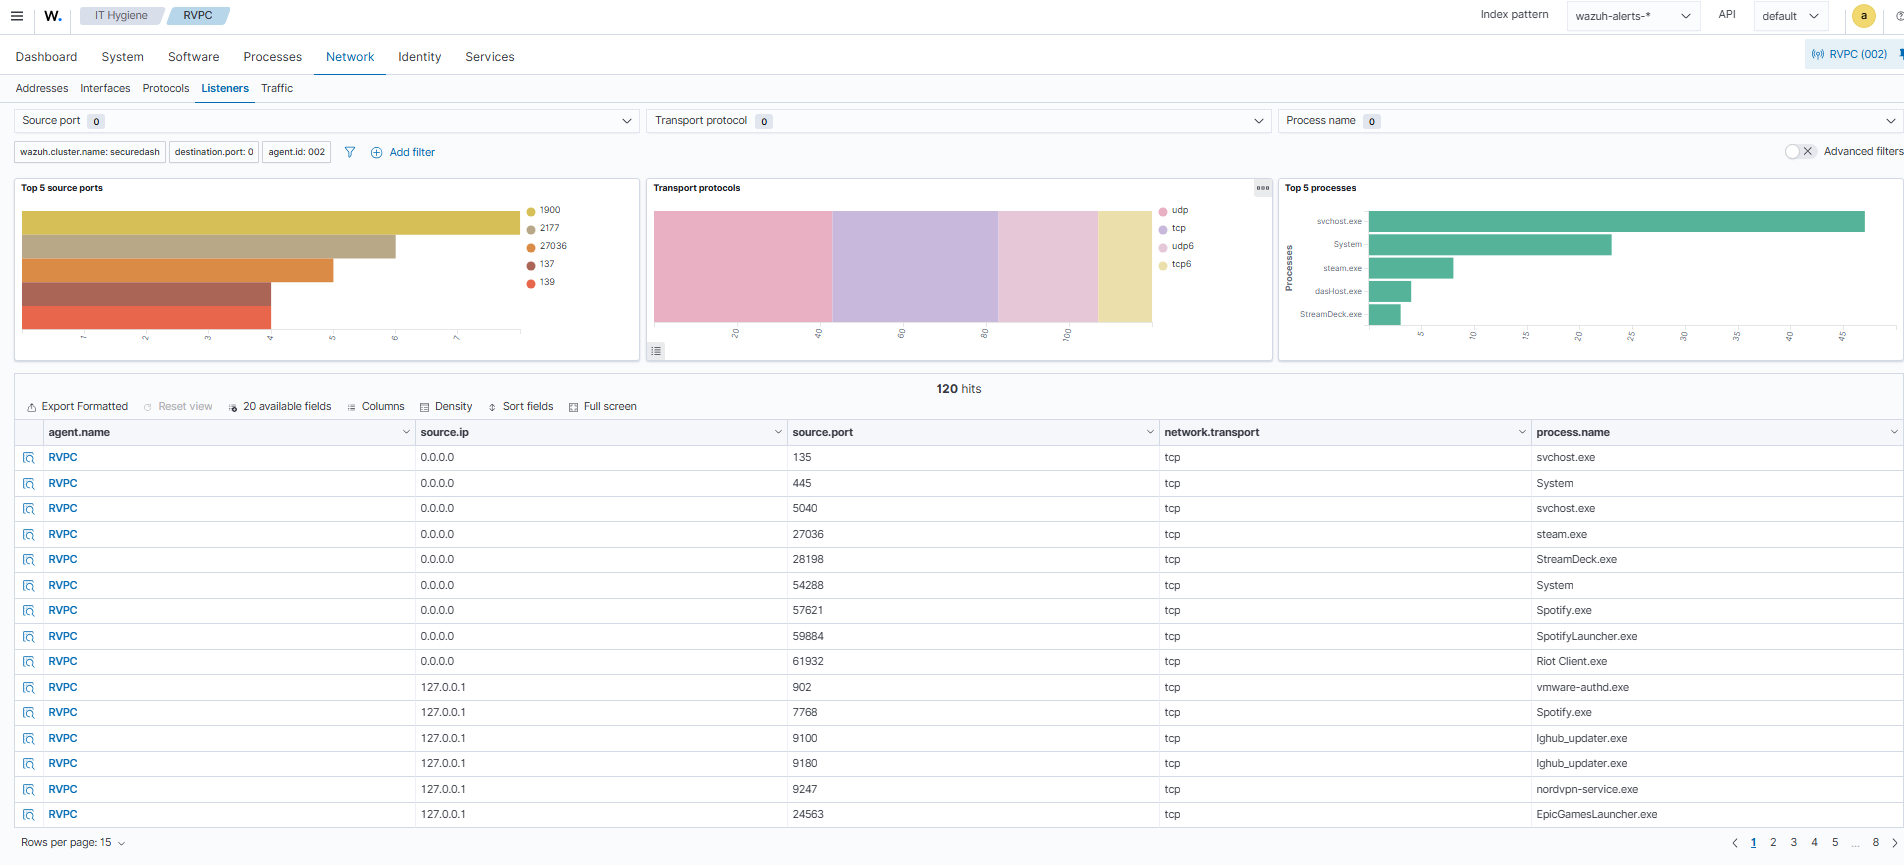 W. IT Hygiene RVPC Index pattern wazuh-alerts-* API default a
Dashboard System Software Processes Network Identity Services RVPC (002)
Addresses Interfaces Protocols Listeners Traffic
Source port 0 Transport protocol 0 Process name 0
wazuh.cluster.name: securedash destination.port: 0 agent.id: 002 Add filter Advanced filters
Top 5 source ports
1900
2177
27036
137
139
1 2 3 4 5 6 7
Transport protocols
udp
tcp
udp6
tcp6
20 40 60 80 100
Top 5 processes
Processes
svchost.exe
System
steam.exe
dasHost.exe
StreamDeck.exe
5 10 15 20 25 30 35 40 45
120 hits
Export Formatted Reset view 20 available fields Columns Density Sort fields Full screen
agent.name source.ip source.port network.transport process.name
RVPC 0.0.0.0 135 tcp svchost.exe
RVPC 0.0.0.0 445 tcp System
RVPC 0.0.0.0 5040 tcp svchost.exe
RVPC 0.0.0.0 27036 tcp steam.exe
RVPC 0.0.0.0 28198 tcp StreamDeck.exe
RVPC 0.0.0.0 54288 tcp System
RVPC 0.0.0.0 57621 tcp Spotify.exe
RVPC 0.0.0.0 59884 tcp SpotifyLauncher.exe
RVPC 0.0.0.0 61932 tcp Riot Client.exe
RVPC 127.0.0.1 902 tcp vmware-authd.exe
RVPC 127.0.0.1 7768 tcp Spotify.exe
RVPC 127.0.0.1 9100 tcp lghub_updater.exe
RVPC 127.0.0.1 9180 tcp lghub_updater.exe
RVPC 127.0.0.1 9247 tcp nordvpn-service.exe
RVPC 127.0.0.1 24563 tcp EpicGamesLauncher.exe
Rows per page: 15 1 2 3 4 5 ... 8